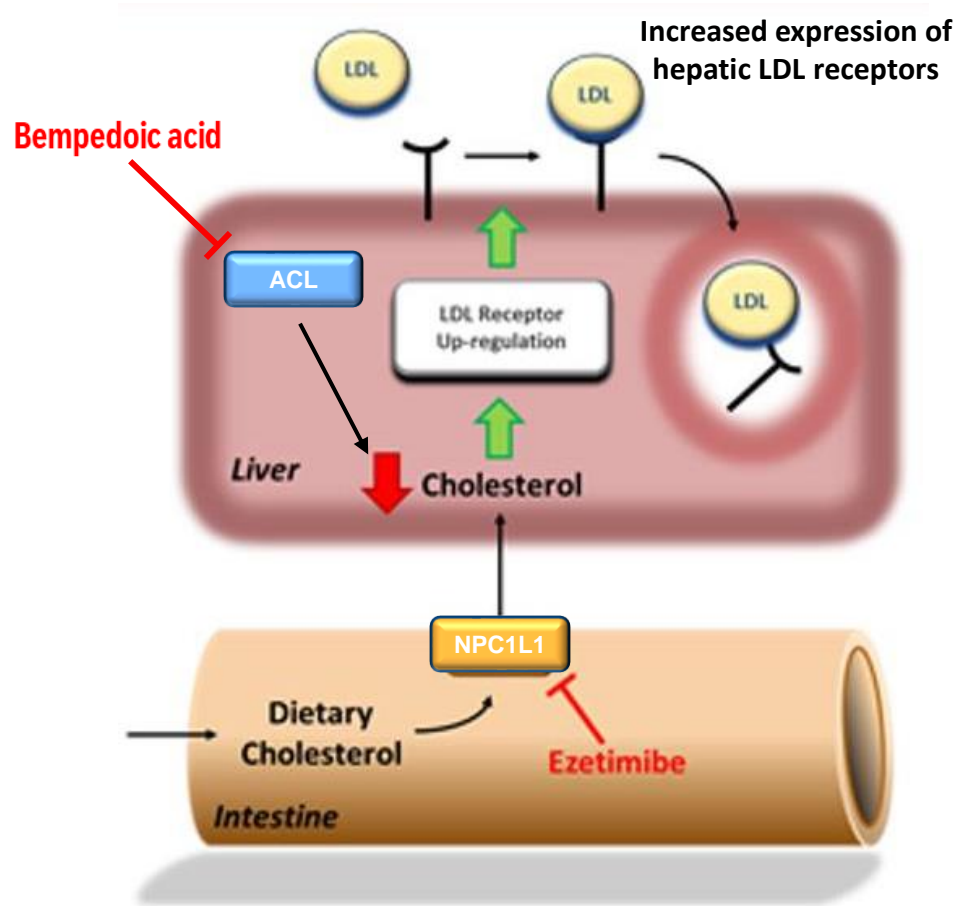 Increased expression of
hepatic LDL receptors
LDL
LDL
Bempedoic acid
ACL
LDL
LDL Receptor
Up-regulation
Liver
Cholesterol
NPC1L1
Dietary
Cholesterol
Ezetimibe
Intestine